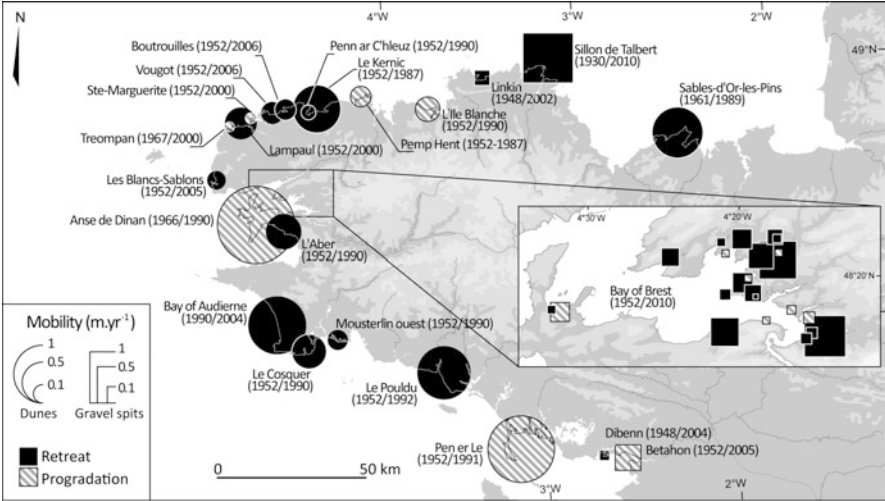 N
4°W
3°W
2°W
49°N
Boutrouilles (1952/2006)
Vougot (1952/2006)
Ste-Marguerite (1952/2000)
Treompan (1967/2000)
Lampaul (1952/2000)
Penn ar C'hleuz (1952/1990)
Le Kernic
(1952/1987)
Pemp Hent (1952-1987)
L'Ile Blanche
(1952/1990)
Linkin
(1948/2002)
Sillon de Talbert
(1930/2010)
Sables-d'Or-les-Pins
(1961/1989)
Les Blancs-Sablons
(1952/2005)
Anse de Dinan (1966/1990)
L'Aber
(1952/1990)
4°30'W
4°20'W
48°20'N
Bay of Brest
(1952/2010)
Bay of Audierne
(1990/2004)
Mousterlin ouest (1952/1990)
Le Cosquer
(1952/1990)
Le Pouldu
(1952/1992)
Pen er Le
(1952/1991)
Dibenn (1948/2004)
Betahon (1952/2005)
Mobility (m.yr⁻¹)
1
0.5
0.1
1
0.5
0.1
Dunes
Gravel spits
Retreat
Progradation
0
50 km
3°W
2°W